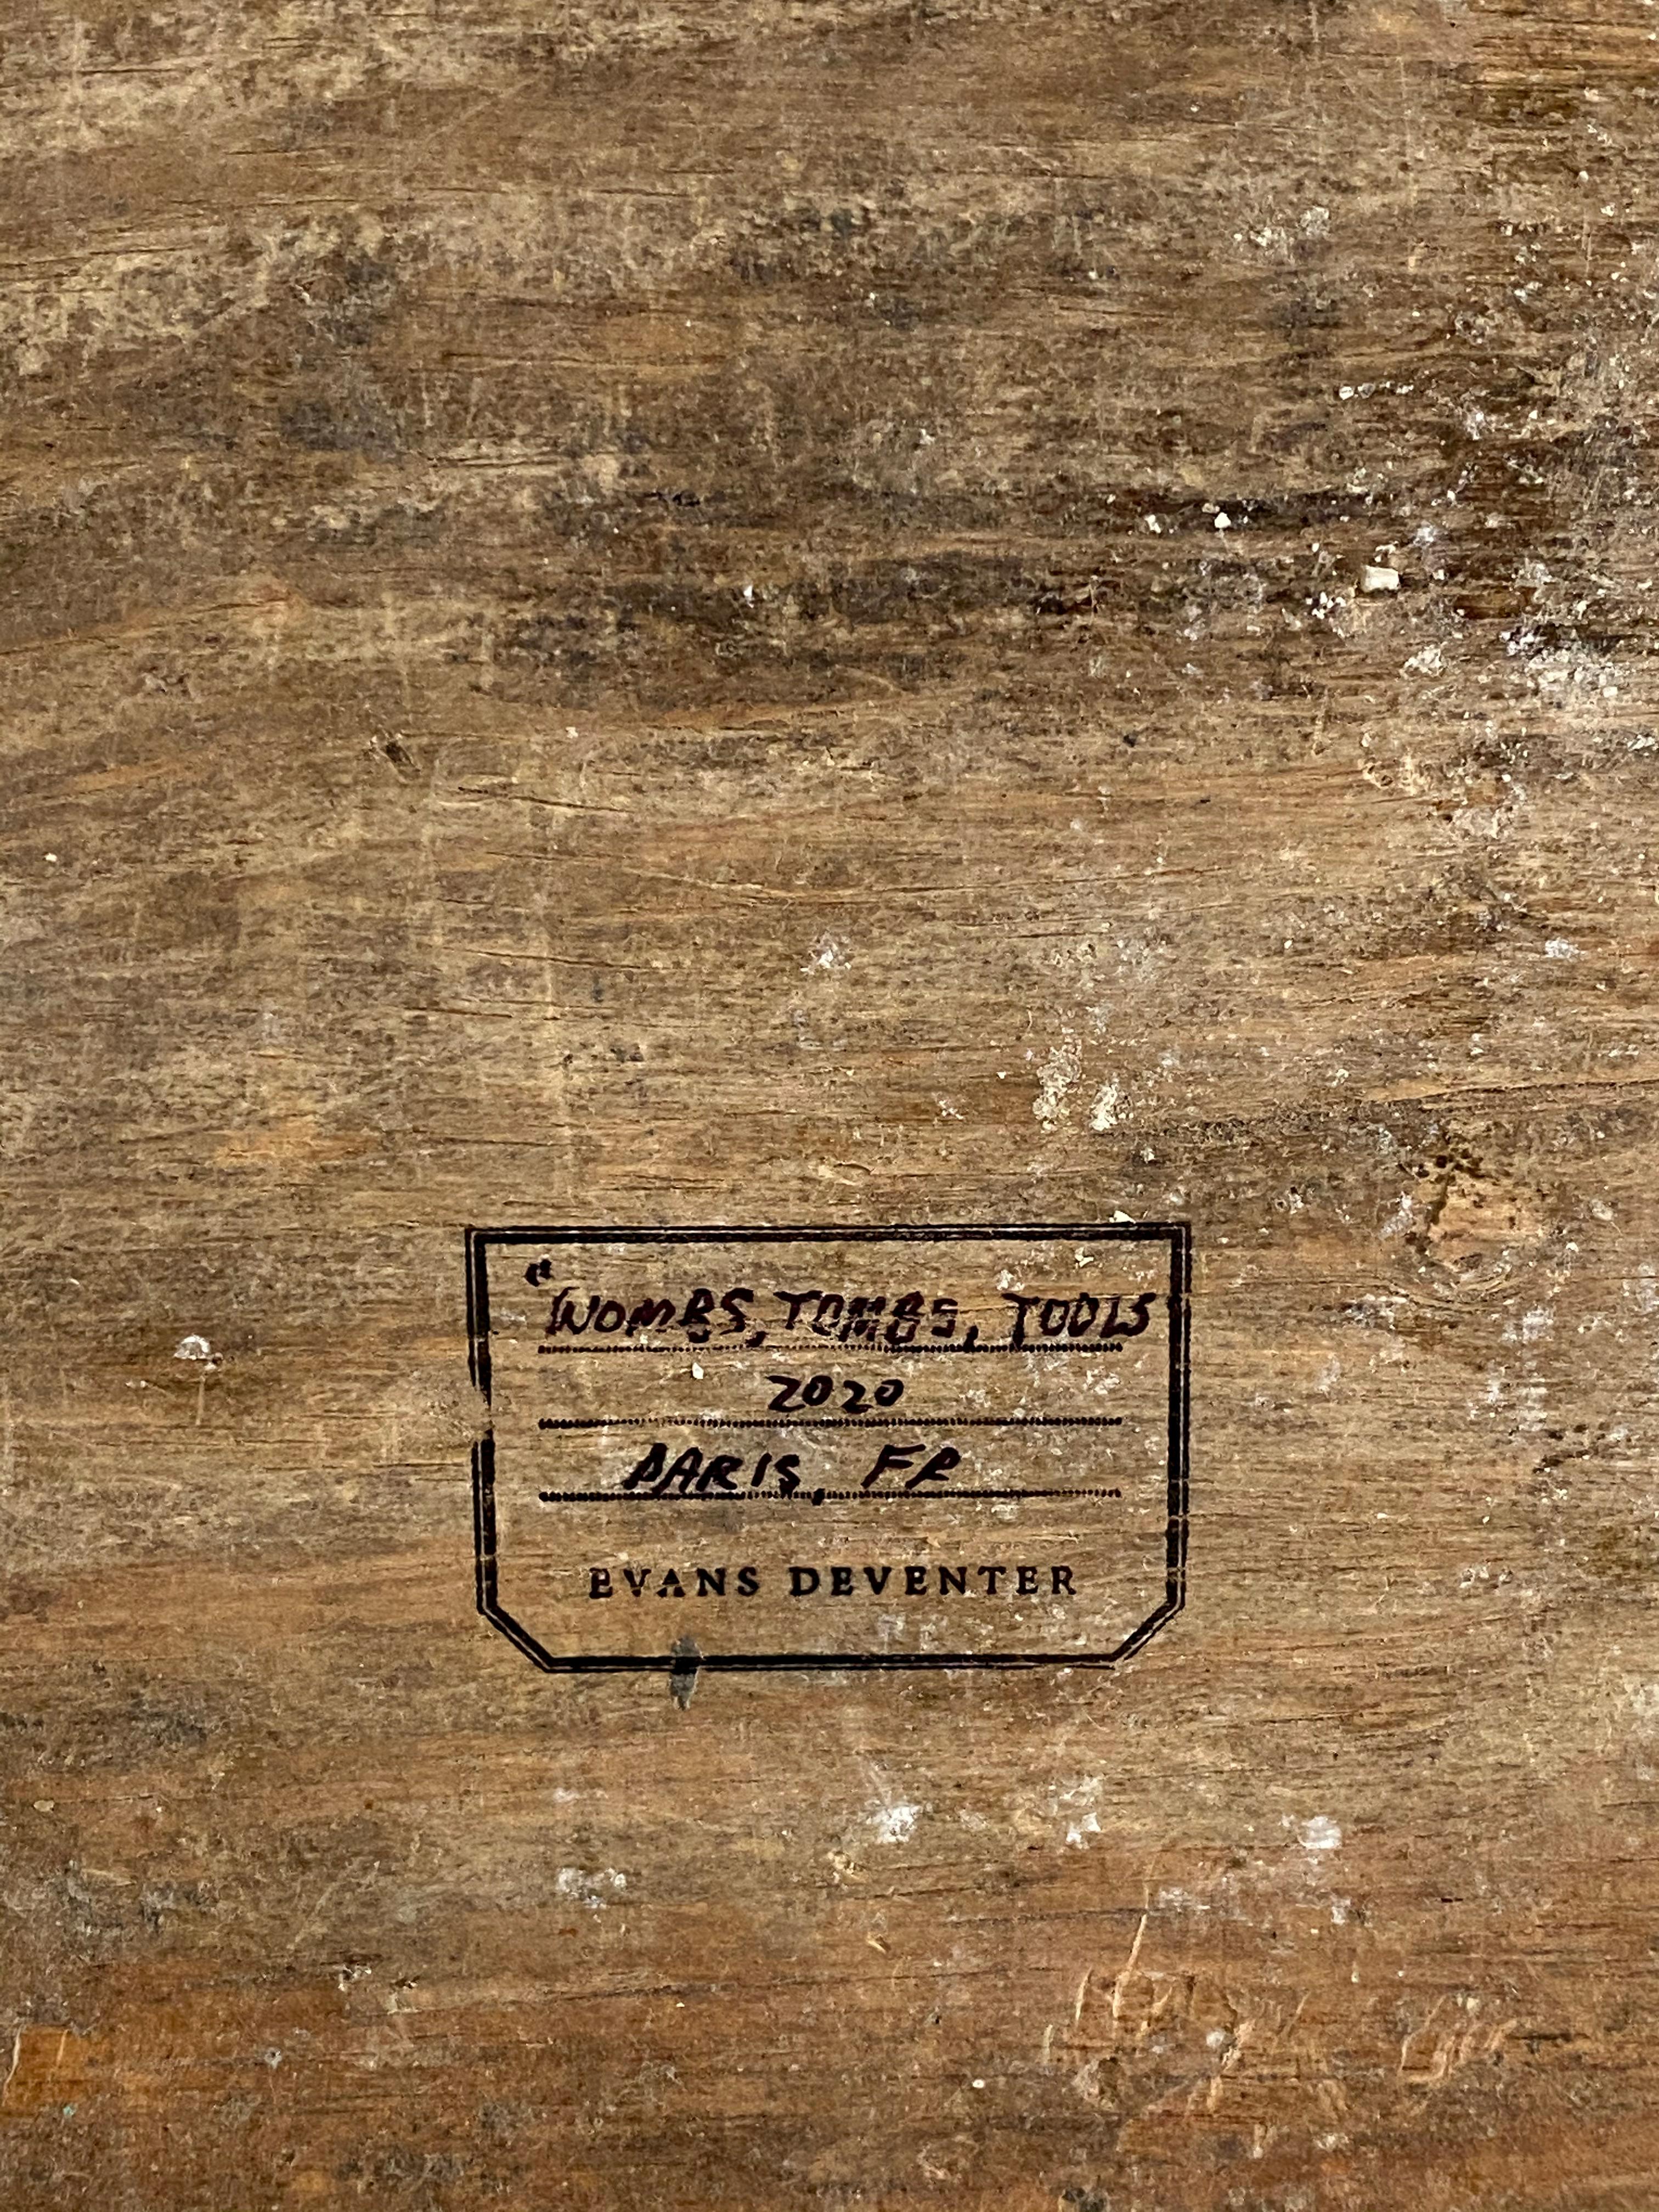 "WOMBS, TOMBS, TOOLS
2020
PARIS, FR
EVANS DEVENTER